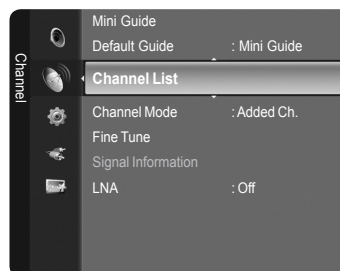 Channel
Mini Guide
Default Guide : Mini Guide
Channel List
Channel Mode : Added Ch.
Fine Tune
Signal Information
LNA : Off